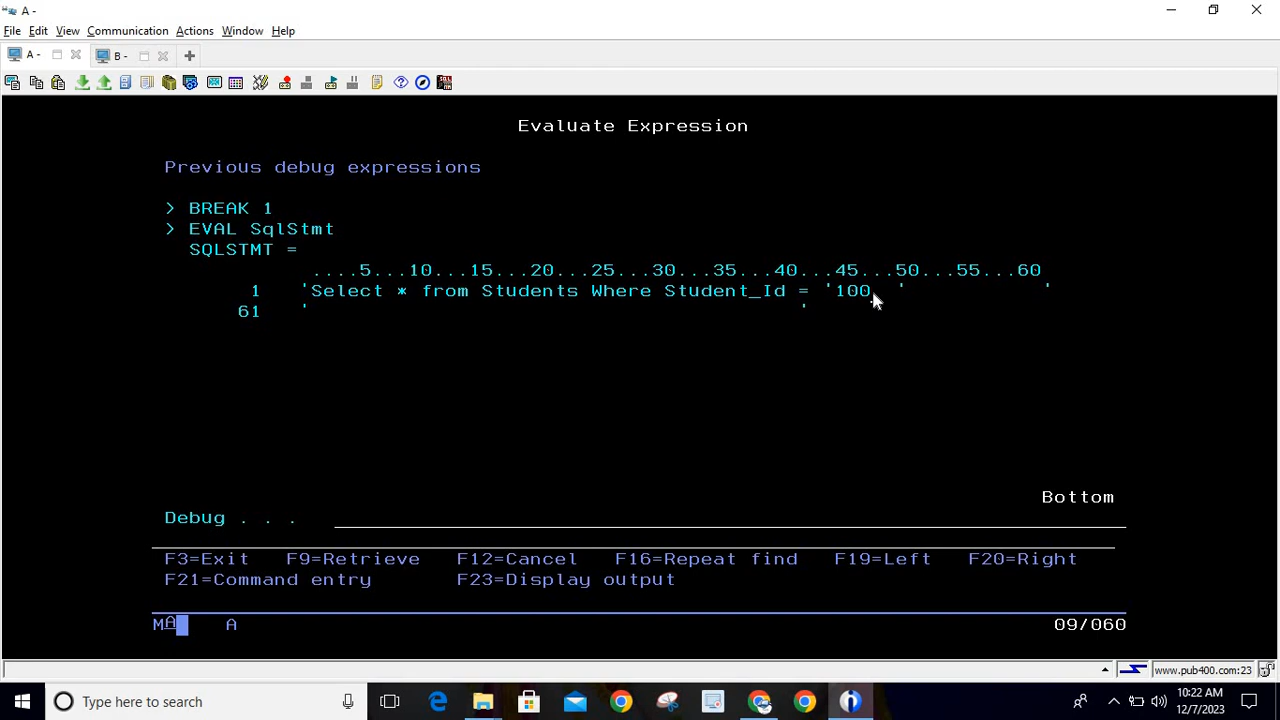 A -
File Edit View Communication Actions Window Help
A - B -
Evaluate Expression
Previous debug expressions
> BREAK 1
> EVAL SqlStmt
SQLSTMT =
....5...10...15...20...25...30...35...40...45...50...55...60
1 'Select * from Students Where Student_Id = '100 ' '
61 ' '
Bottom
Debug . . .
F3=Exit F9=Retrieve F12=Cancel F16=Repeat find F19=Left F20=Right
F21=Command entry F23=Display output
MA A 09/060
www.pub400.com:23
Type here to search
10:22 AM
12/7/2023